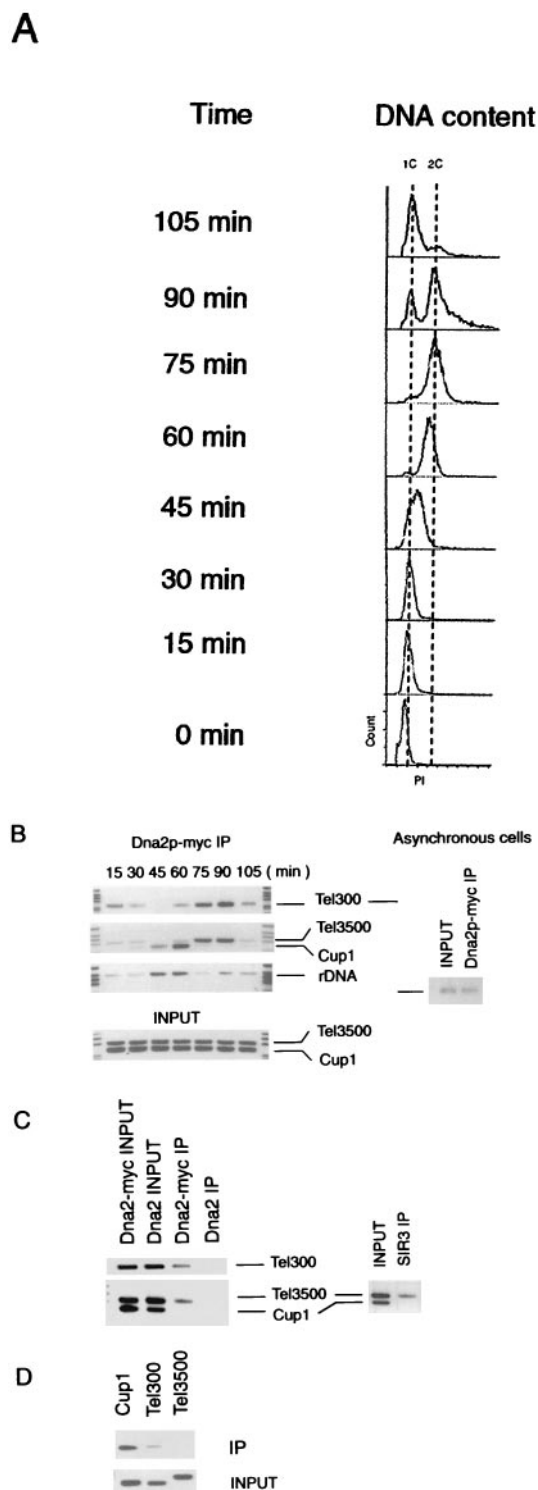 A
Time DNA content
1C 2C
105 min
90 min
75 min
60 min
45 min
30 min
15 min
0 min
Count
PI
B
Dna2p-myc IP
15 30 45 60 75 90 105 ( min )
Tel300
Tel3500
Cup1
rDNA
INPUT
Tel3500
Cup1
Asynchronous cells
INPUT
Dna2p-myc IP
C
Dna2-myc INPUT
Dna2 INPUT
Dna2-myc IP
Dna2 IP
Tel300
Tel3500
Cup1
INPUT
SIR3 IP
D
Cup1
Tel300
Tel3500
IP
INPUT